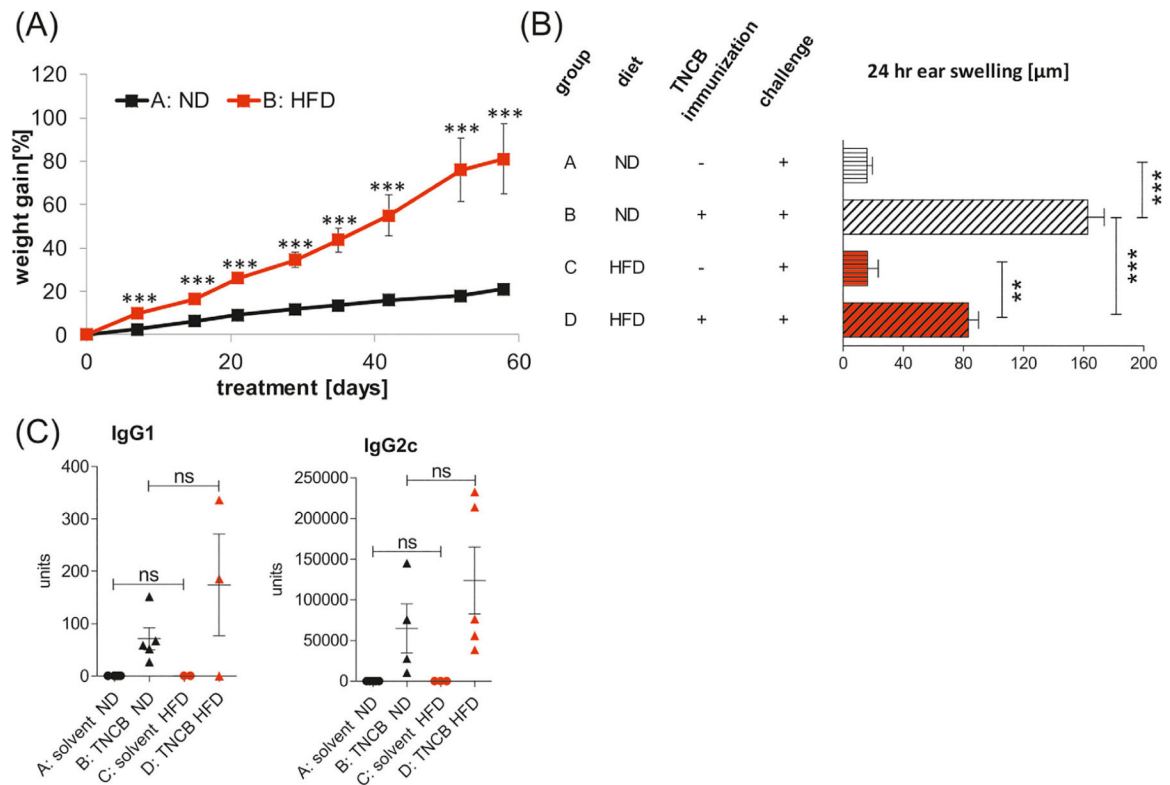 (A)
120
100
80
60
40
20
0
weight gain[%]
A: ND B: HFD
***
***
***
***
***
***
***
***
0 20 40 60
treatment [days]
(B)
group
diet
TNCB
immunization
challenge
24 hr ear swelling [µm]
A ND - +
B ND + +
C HFD - +
D HFD + +
***
***
**
0 40 80 120 160 200
(C)
IgG1
400
300
200
100
0
units
ns
ns
A: solvent ND
B: TNCB ND
C: solvent HFD
D: TNCB HFD
IgG2c
250000
200000
150000
100000
50000
0
units
ns
ns
A: solvent ND
B: TNCB ND
C: solvent HFD
D: TNCB HFD